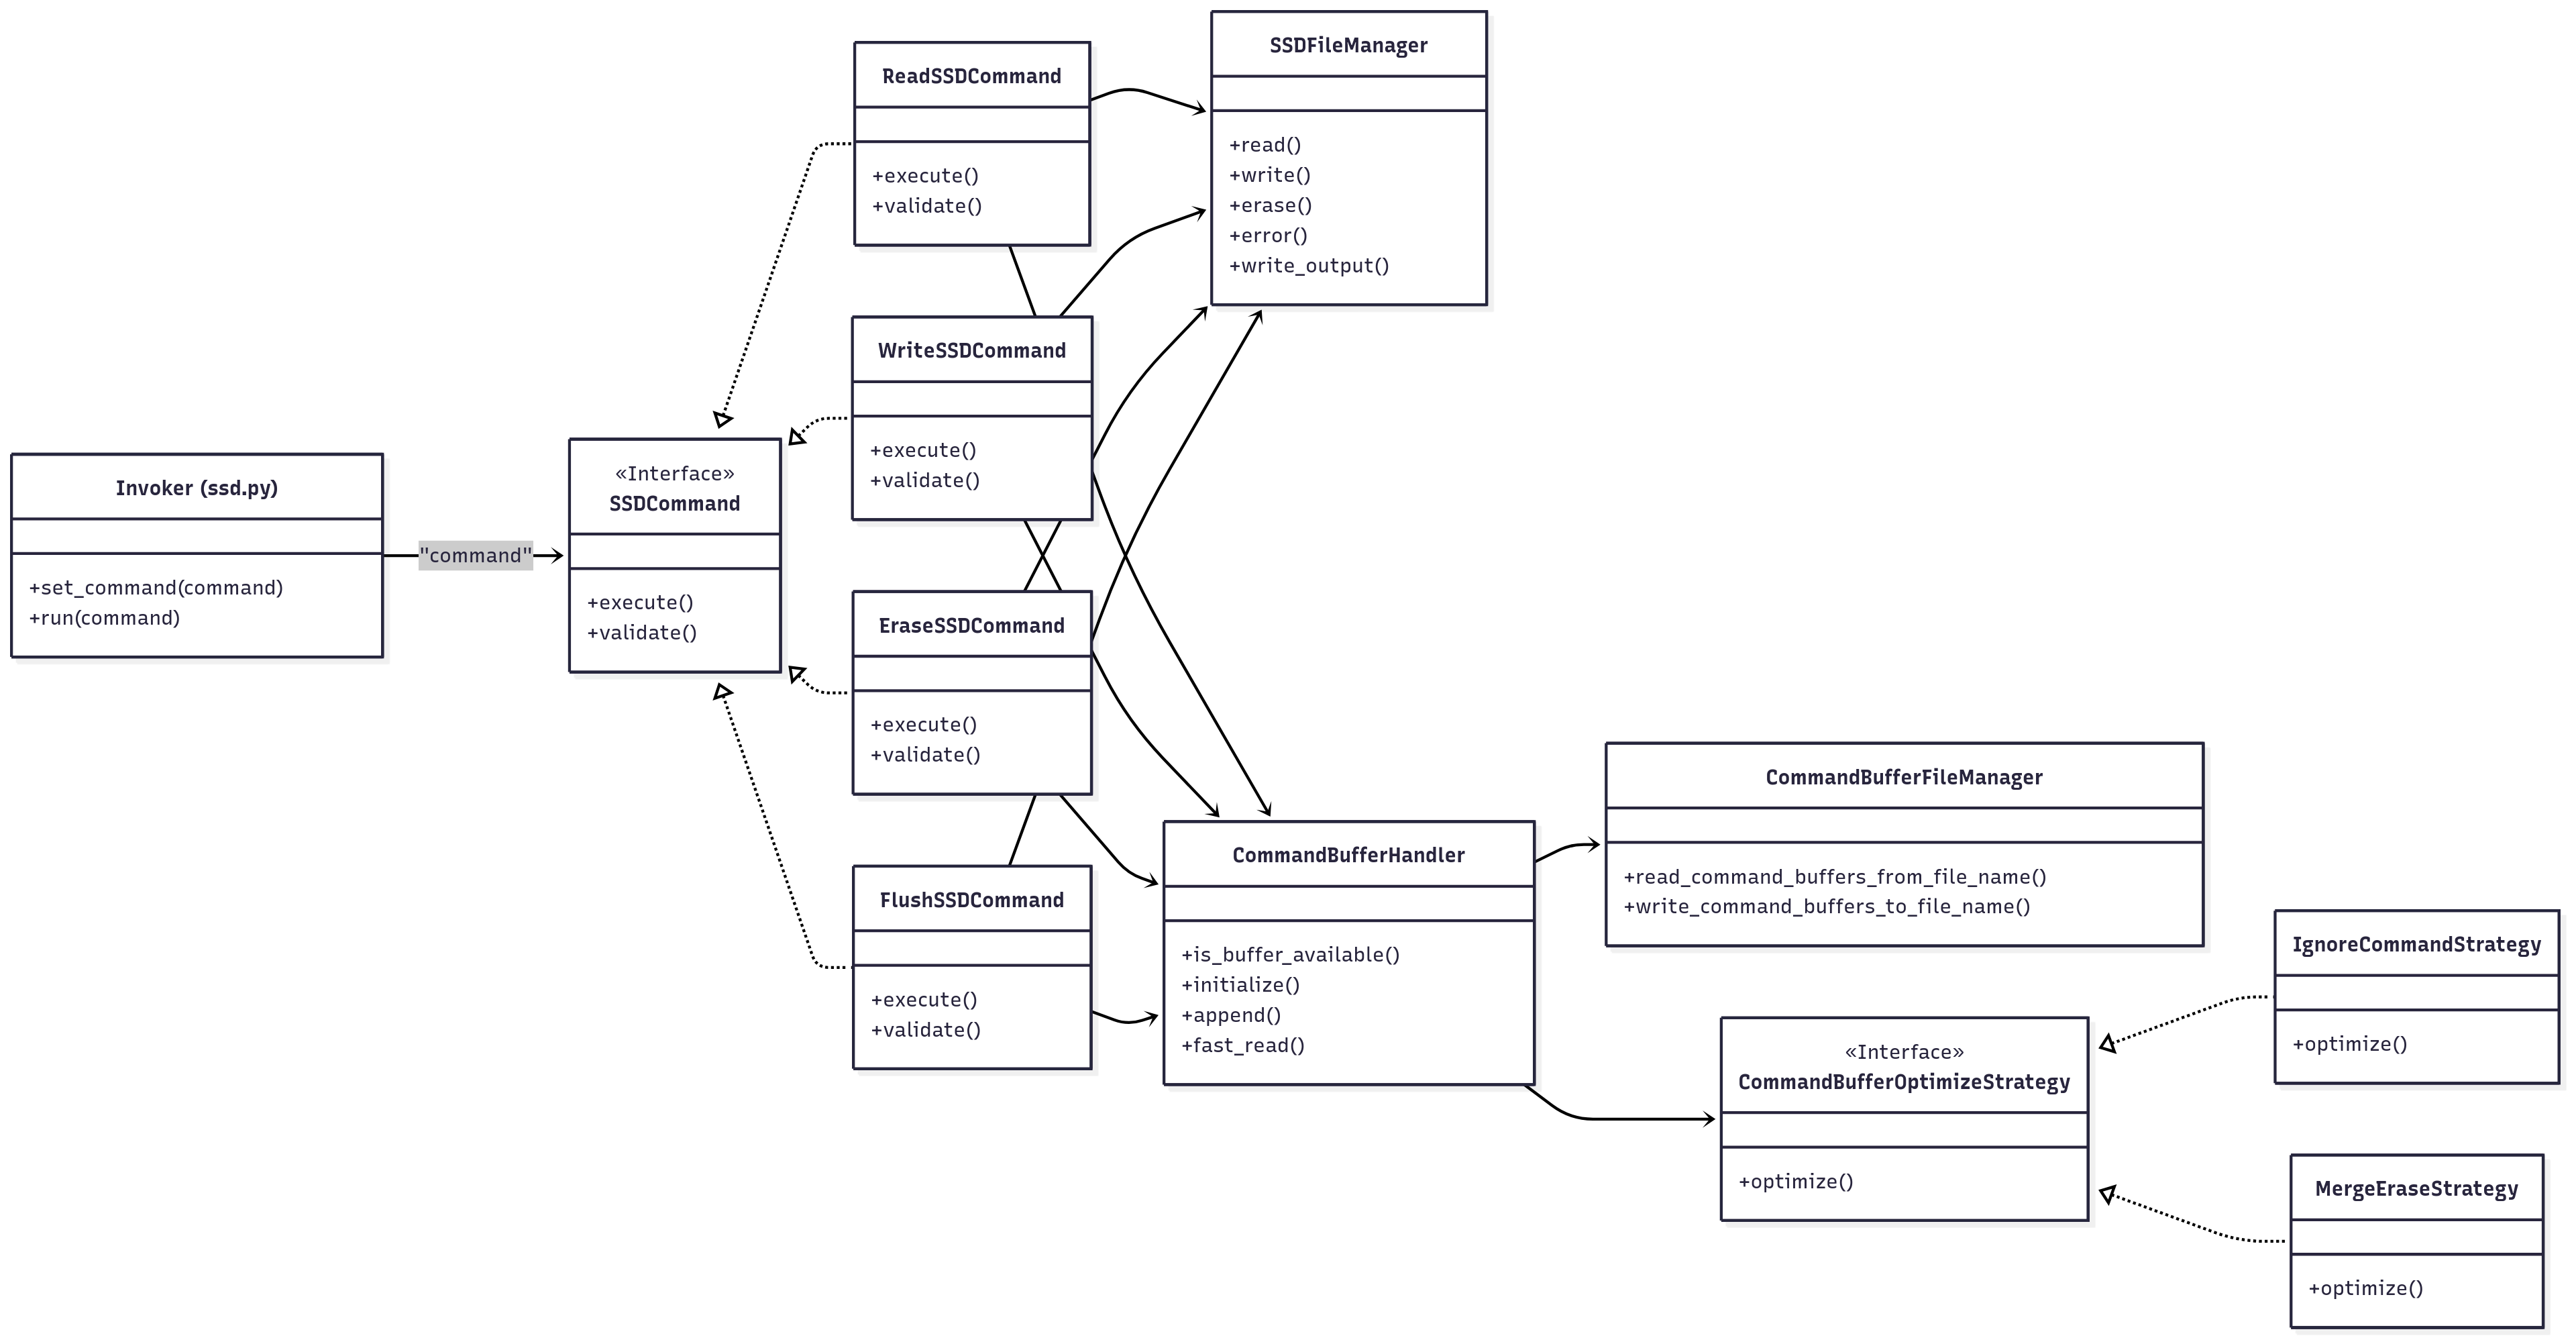 Invoker (ssd.py)
+set_command(command)
+run(command)
"command"
«Interface»
SSDCommand
+execute()
+validate()
ReadSSDCommand
+execute()
+validate()
WriteSSDCommand
+execute()
+validate()
EraseSSDCommand
+execute()
+validate()
FlushSSDCommand
+execute()
+validate()
SSDFileManager
+read()
+write()
+erase()
+error()
+write_output()
CommandBufferHandler
+is_buffer_available()
+initialize()
+append()
+fast_read()
CommandBufferFileManager
+read_command_buffers_from_file_name()
+write_command_buffers_to_file_name()
«Interface»
CommandBufferOptimizeStrategy
+optimize()
IgnoreCommandStrategy
+optimize()
MergeEraseStrategy
+optimize()